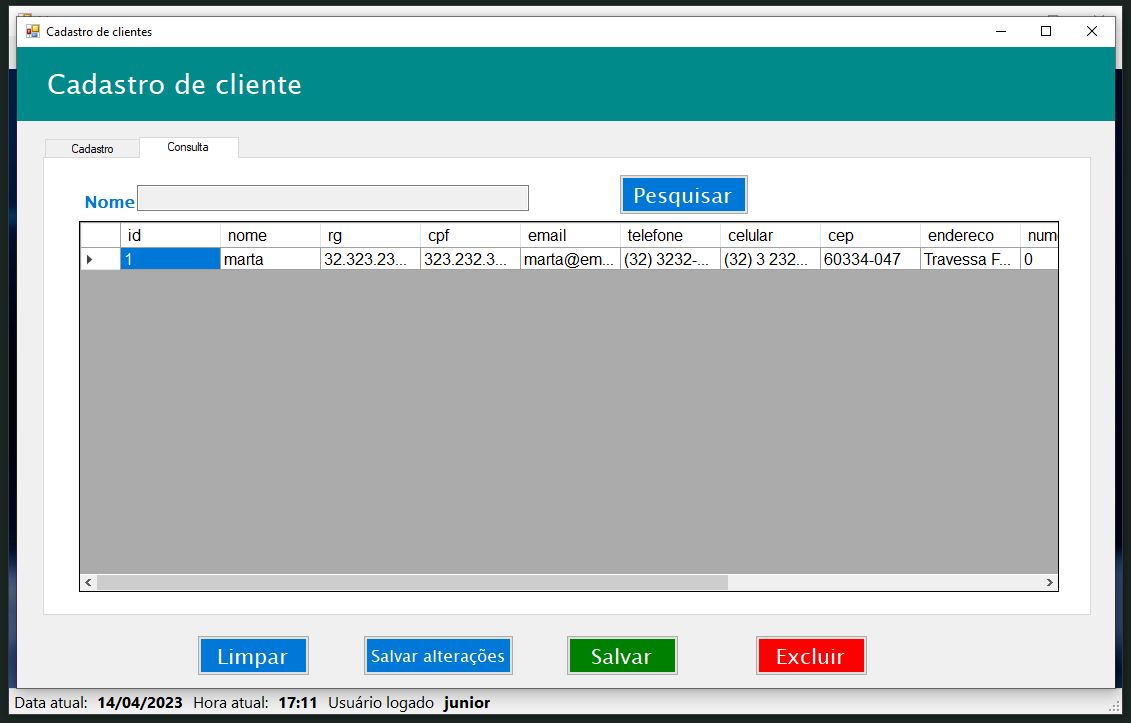 Cadastro de clientes
Cadastro de cliente
Cadastro Consulta
Nome Pesquisar
id nome rg cpf email telefone celular cep endereco num
1 marta 32.323.23... 323.232.3... marta@em... (32) 3232-... (32) 3 232... 60334-047 Travessa F... 0
Limpar Salvar alterações Salvar Excluir
Data atual: 14/04/2023 Hora atual: 17:11 Usuário logado junior